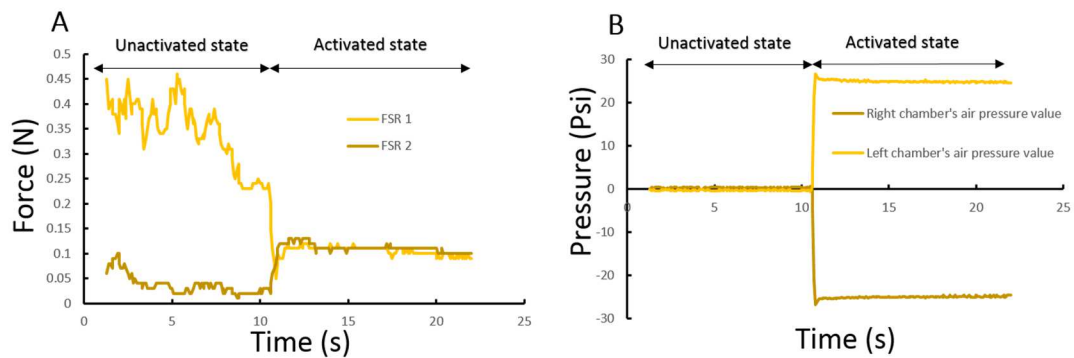 A
Unactivated state
Activated state
0.5
0.45
0.4
0.35
0.3
0.25
0.2
0.15
0.1
0.05
0
Force (N)
FSR 1
FSR 2
0
5
10
15
20
25
Time (s)
B
Unactivated state
Activated state
30
20
10
0
-10
-20
-30
Pressure (Psi)
Right chamber's air pressure value
Left chamber's air pressure value
0
5
10
15
20
25
Time (s)